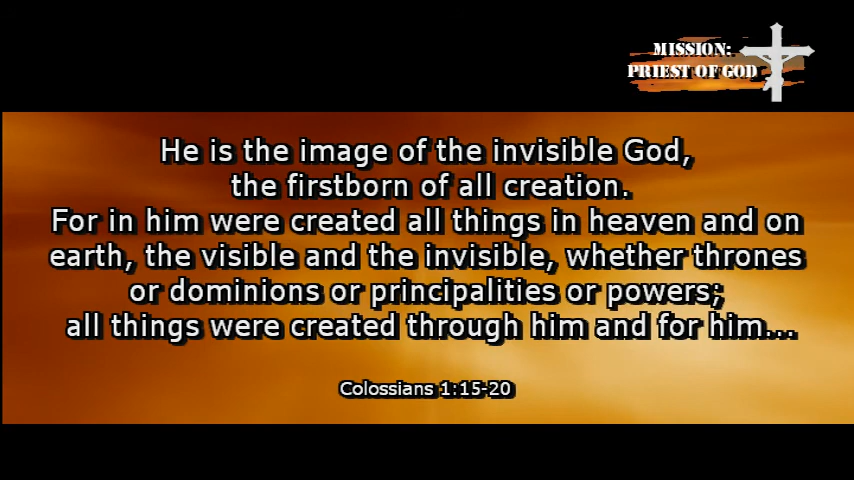 MISSION:
PRIEST OF GOD
He is the image of the invisible God,
the firstborn of all creation.
For in him were created all things in heaven and on
earth, the visible and the invisible, whether thrones
or dominions or principalities or powers;
all things were created through him and for him...
Colossians 1:15-20